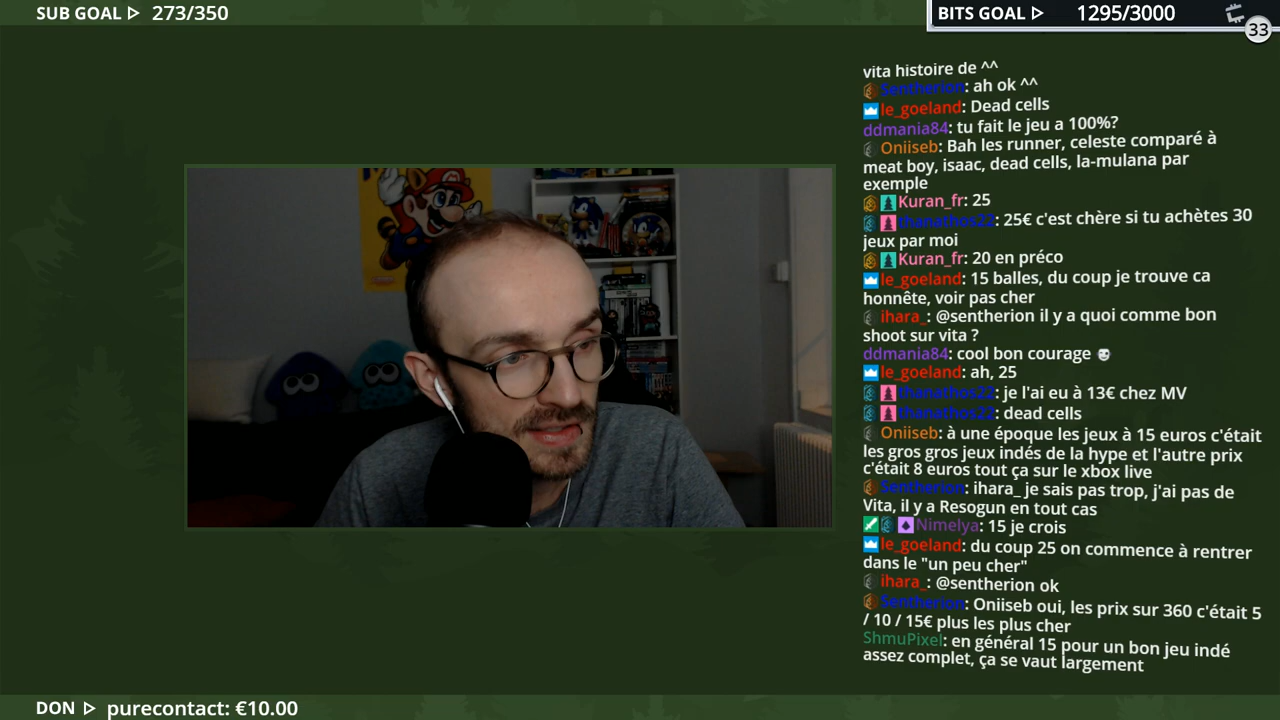 SUB GOAL ▷ 273/350
BITS GOAL ▷ 1295/3000
33
vita histoire de ^^
Sentherion: ah ok ^^
le_goeland: Dead cells
ddmania84: tu fait le jeu a 100%?
Oniiseb: Bah les runner, celeste comparé à
meat boy, isaac, dead cells, la-mulana par
exemple
Kuran_fr: 25
thanathos22: 25€ c'est chère si tu achètes 30
jeux par moi
Kuran_fr: 20 en préco
le_goeland: 15 balles, du coup je trouve ca
honnête, voir pas cher
ihara_: @sentherion il y a quoi comme bon
shoot sur vita ?
ddmania84: cool bon courage
le_goeland: ah, 25
thanathos22: je l'ai eu à 13€ chez MV
thanathos22: dead cells
Oniiseb: à une époque les jeux à 15 euros c'était
les gros gros jeux indés de la hype et l'autre prix
c'était 8 euros tout ça sur le xbox live
Sentherion: ihara_ je sais pas trop, j'ai pas de
Vita, il y a Resogun en tout cas
Nimelya: 15 je crois
le_goeland: du coup 25 on commence à rentrer
dans le "un peu cher"
ihara_: @sentherion ok
Sentherion: Oniiseb oui, les prix sur 360 c'était 5
/ 10 / 15€ plus les plus cher
ShmuPixel: en général 15 pour un bon jeu indé
assez complet, ça se vaut largement
DON ▷ purecontact: €10.00